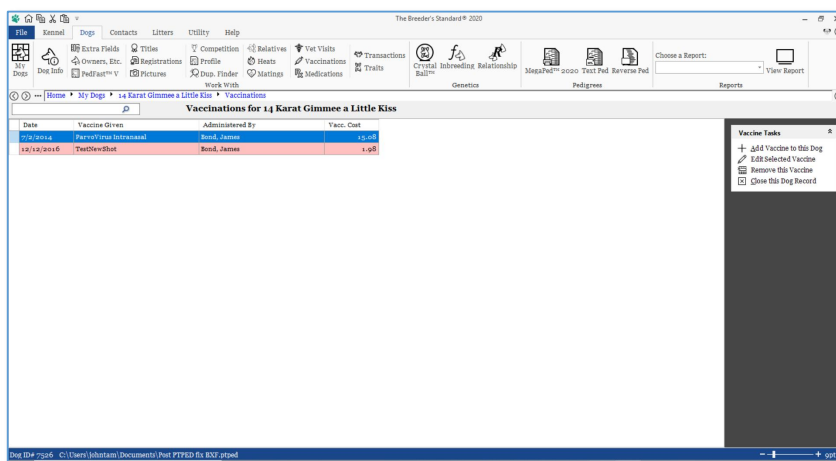 The Breeder's Standard® 2020
File Kennel Dogs Contacts Litters Utility Help
My Dogs
Dog Info
Extra Fields
Owners, Etc.
PedFast™ V
Titles
Registrations
Pictures
Competition
Profile
Dup. Finder
Relatives
Heats
Matings
Vet Visits
Vaccinations
Medications
Transactions
Traits
Work With
Crystal Ball™
Inbreeding
Relationship
Genetics
MegaPed™ 2020
Text Ped
Reverse Ped
Pedigrees
Choose a Report:
View Report
Reports
Home My Dogs 14 Karat Gimmee a Little Kiss Vaccinations
Vaccinations for 14 Karat Gimmee a Little Kiss
Date Vaccine Given Administered By Vacc. Cost
7/2/2014 ParvoVirus Intranasal Bond, James 15.08
12/12/2016 TestNewShot Bond, James 1.98
Vaccine Tasks
Add Vaccine to this Dog
Edit Selected Vaccine
Remove this Vaccine
Close this Dog Record
Dog ID# 7526 C:\Users\johntam\Documents\Post PTPED fix BXF.ptped
9pt